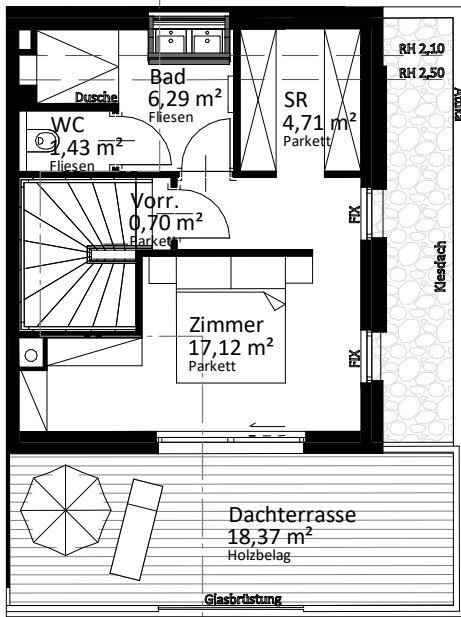 RH 2,10
RH 2,50
Attika
Bad
6,29 m²
Fliesen
Dusche
SR
4,71 m²
Parkett
WC
1,43 m²
Fliesen
Vorr.
0,70 m²
Parkett
FIX
Kiesdach
Zimmer
17,12 m²
Parkett
FIX
Dachterrasse
18,37 m²
Holzbelag
Glasbrüstung